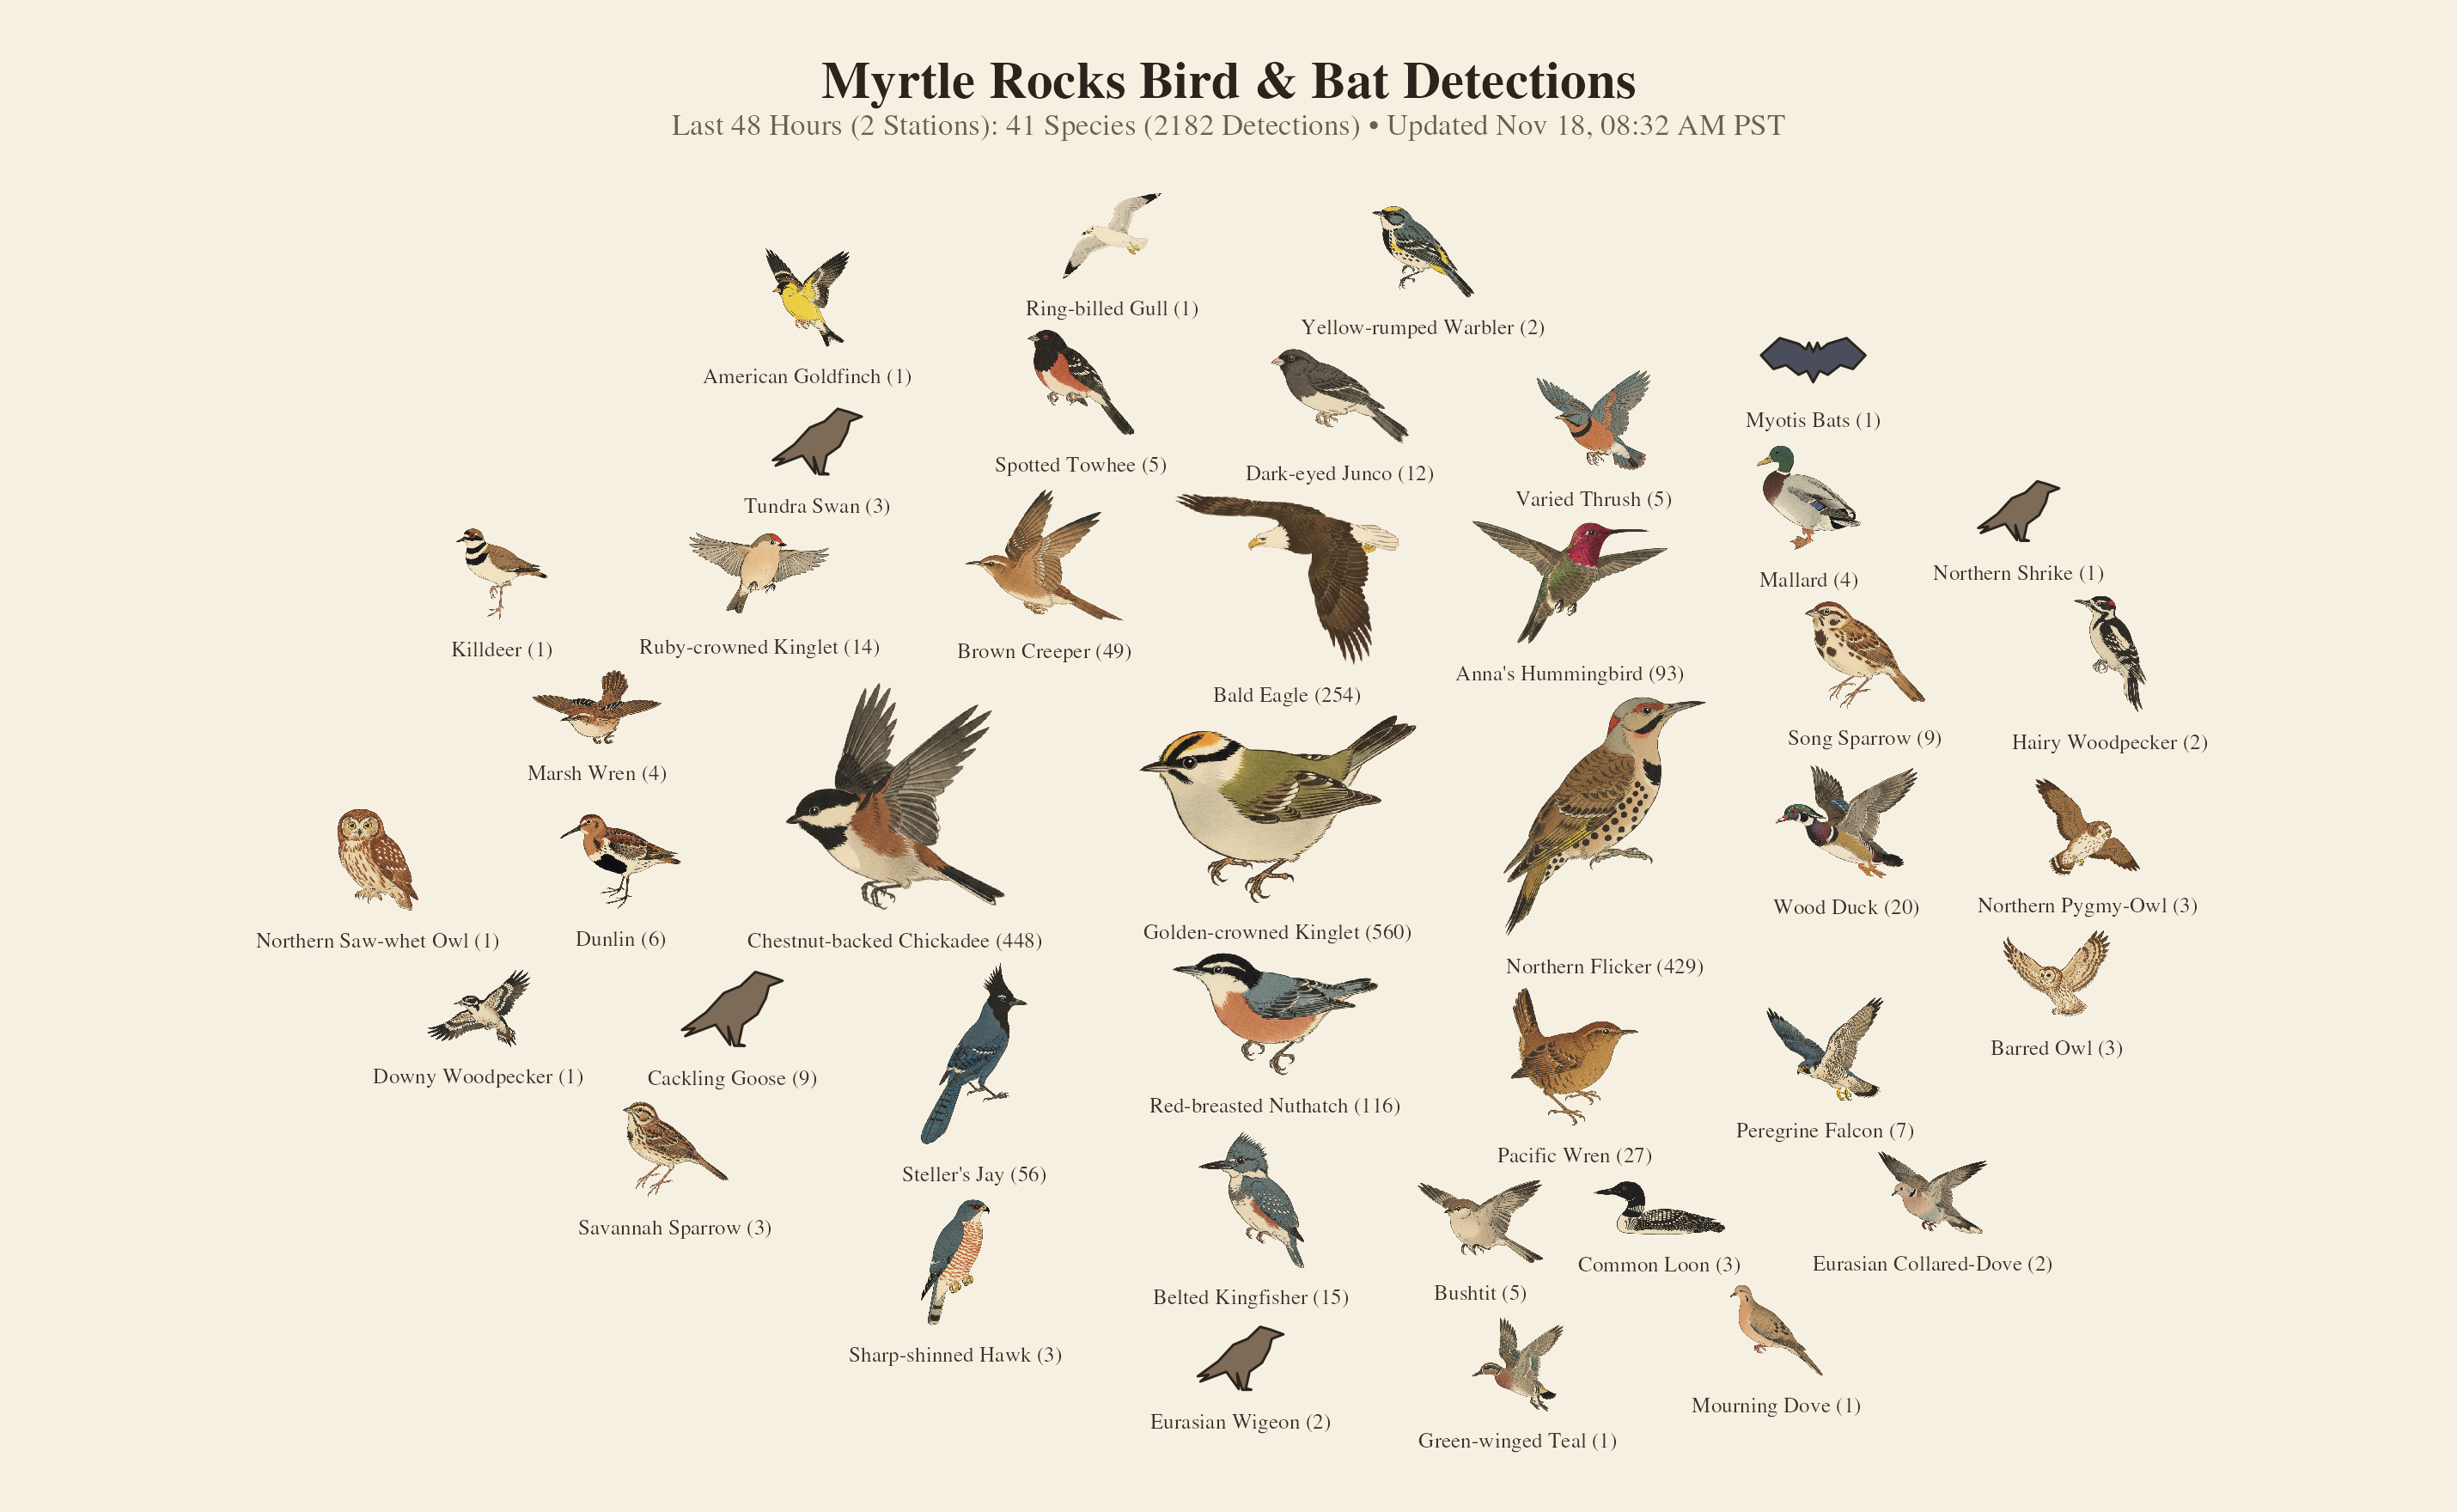 Myrtle Rocks Bird & Bat Detections
Last 48 Hours (2 Stations): 41 Species (2182 Detections) • Updated Nov 18, 08:32 AM PST
Ring-billed Gull (1)
Yellow-rumped Warbler (2)
American Goldfinch (1)
Myotis Bats (1)
Spotted Towhee (5)
Dark-eyed Junco (12)
Varied Thrush (5)
Tundra Swan (3)
Northern Shrike (1)
Mallard (4)
Killdeer (1)
Ruby-crowned Kinglet (14)
Brown Creeper (49)
Anna's Hummingbird (93)
Bald Eagle (254)
Song Sparrow (9)
Hairy Woodpecker (2)
Marsh Wren (4)
Northern Pygmy-Owl (3)
Wood Duck (20)
Golden-crowned Kinglet (560)
Northern Saw-whet Owl (1)
Dunlin (6)
Chestnut-backed Chickadee (448)
Northern Flicker (429)
Barred Owl (3)
Downy Woodpecker (1)
Cackling Goose (9)
Red-breasted Nuthatch (116)
Peregrine Falcon (7)
Pacific Wren (27)
Steller's Jay (56)
Savannah Sparrow (3)
Common Loon (3)
Eurasian Collared-Dove (2)
Bushtit (5)
Belted Kingfisher (15)
Sharp-shinned Hawk (3)
Mourning Dove (1)
Eurasian Wigeon (2)
Green-winged Teal (1)